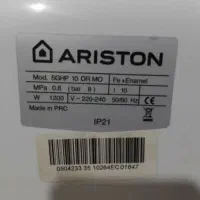 ARISTON
Mod. SGHP 10 OR MO Fe +Enamel
MPa 0,8 ( bar 8 ) l 10
W 1200 V~220-240 50/60 Hz
Made in PRC
IP21